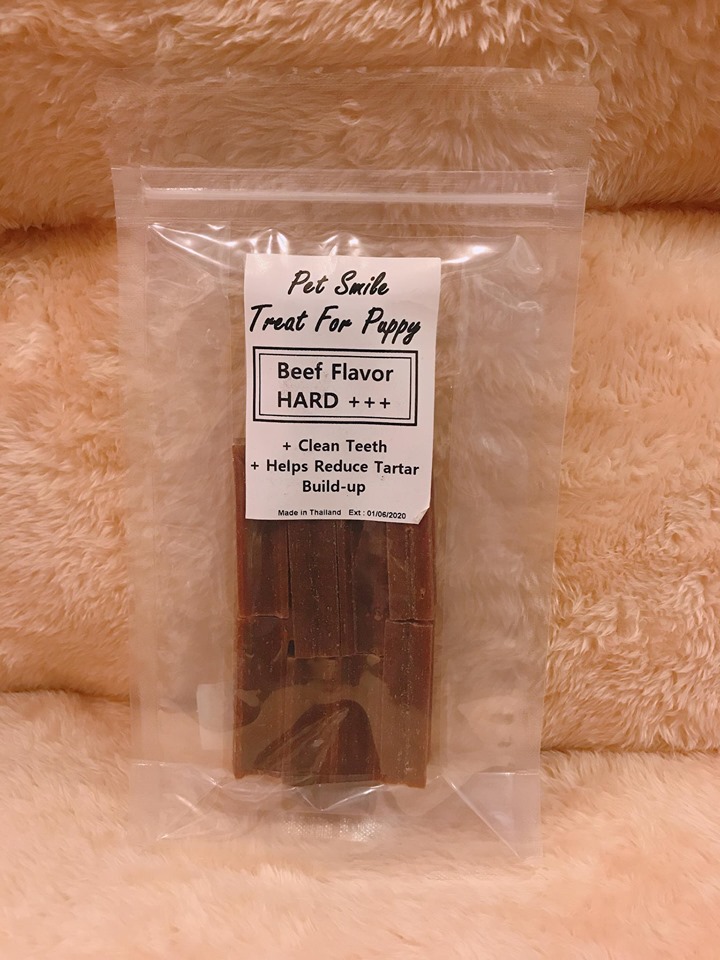 Pet Smile
Treat For Puppy
Beef Flavor
HARD +++
+ Clean Teeth
+ Helps Reduce Tartar
Build-up
Made in Thailand Ext : 01/06/2020